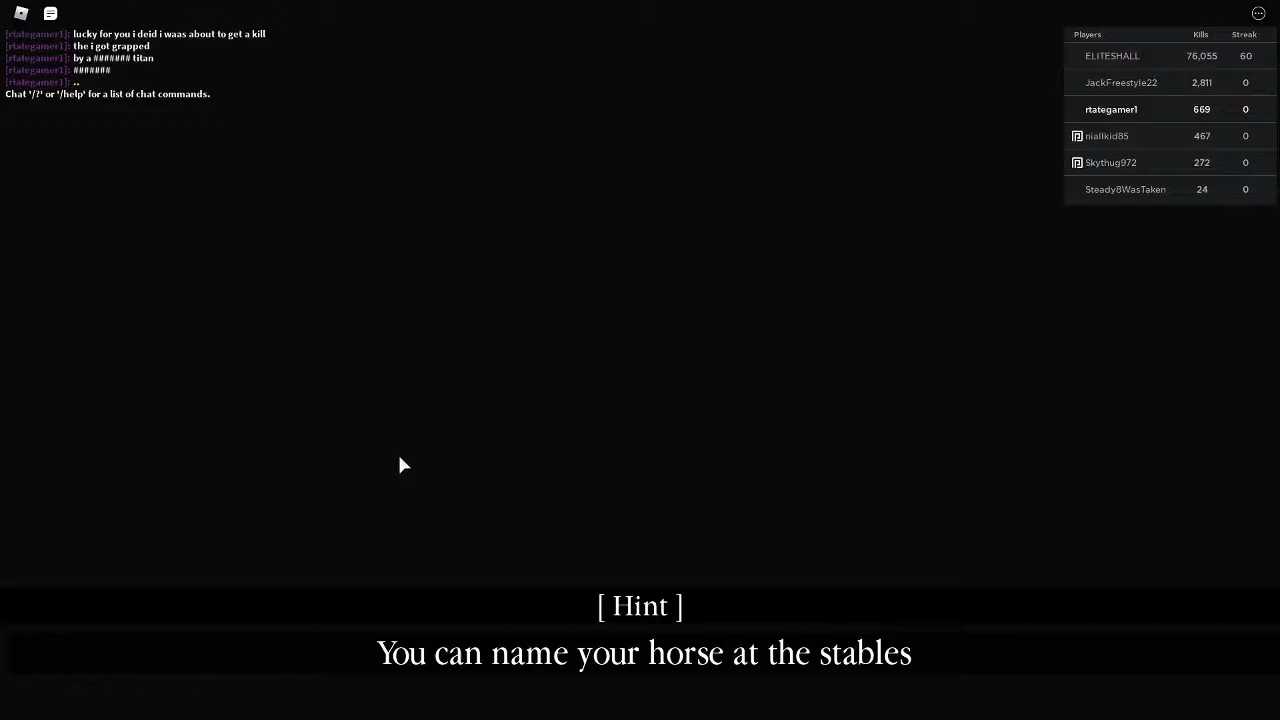 [rtategamer1]: lucky for you i deid i waas about to get a kill
[rtategamer1]: the i got grapped
[rtategamer1]: by a ####### titan
[rtategamer1]: #######
[rtategamer1]: ..
Chat '/?' or '/help' for a list of chat commands.
Players Kills Streak
ELITESHALL 76,055 60
JackFreestyle22 2,811 0
rtategamer1 669 0
niallkid85 467 0
Skythug972 272 0
Steady8WasTaken 24 0
[ Hint ]
You can name your horse at the stables